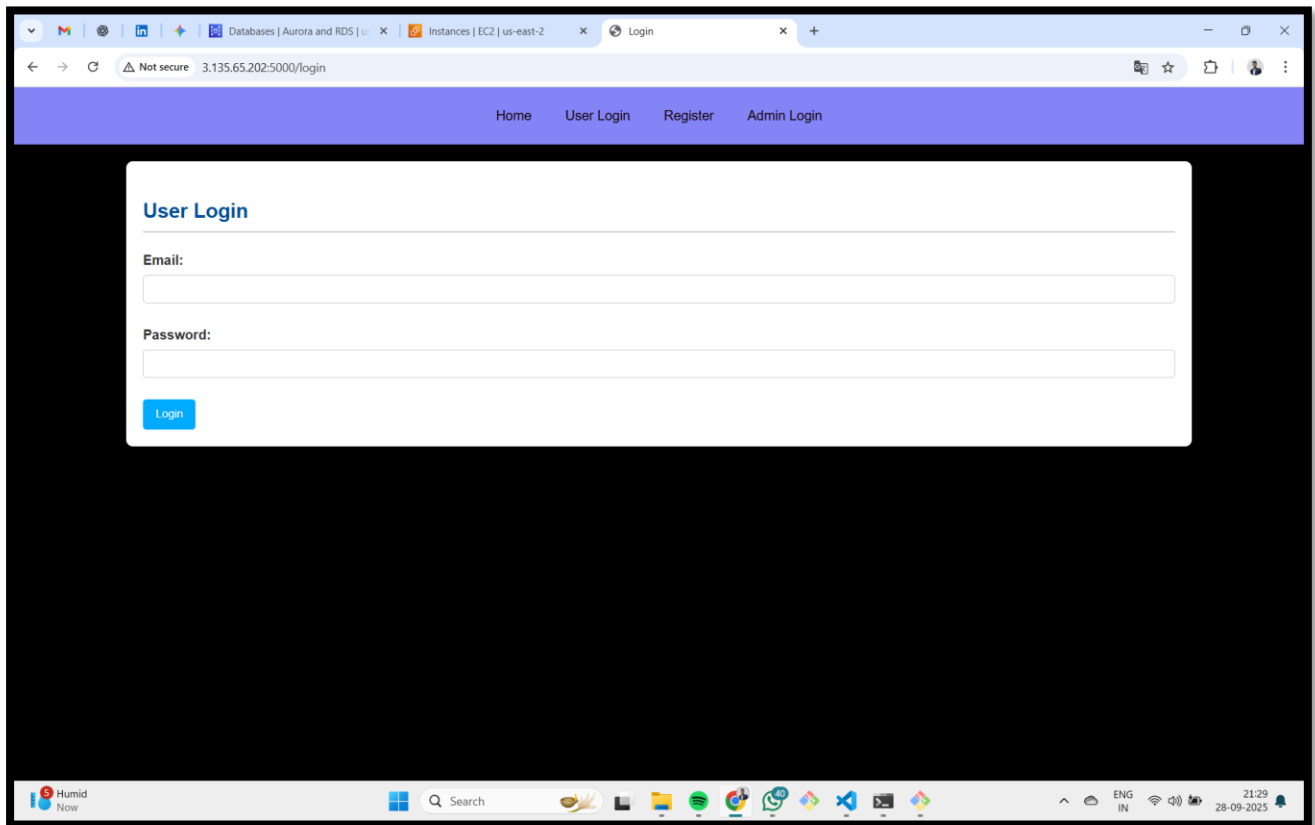 Databases | Aurora and RDS | u
Instances | EC2 | us-east-2
Login
Not secure
3.135.65.202:5000/login
Home
User Login
Register
Admin Login
User Login
Email:
Password:
Login
5
Humid
Now
Search
40
ENG
IN
21:29
28-09-2025